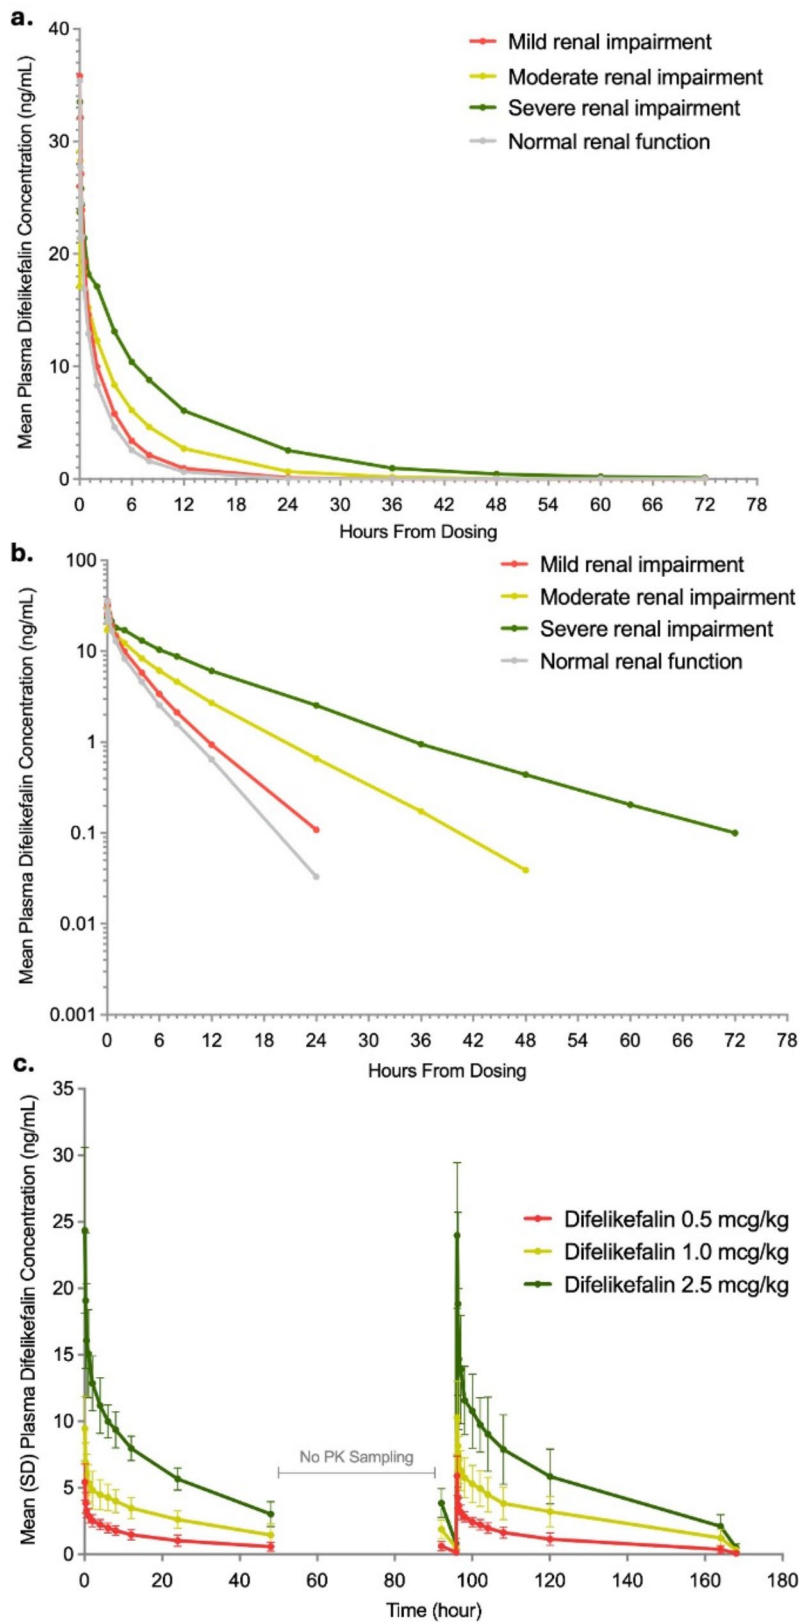 a.
Mean Plasma Difelikefalin Concentration (ng/mL)
40
30
20
10
0
Mild renal impairment
Moderate renal impairment
Severe renal impairment
Normal renal function
0 6 12 18 24 30 36 42 48 54 60 66 72 78
Hours From Dosing
b.
Mean Plasma Difelikefalin Concentration (ng/mL)
100
10
1
0.1
0.01
0.001
Mild renal impairment
Moderate renal impairment
Severe renal impairment
Normal renal function
0 6 12 18 24 30 36 42 48 54 60 66 72 78
Hours From Dosing
c.
Mean (SD) Plasma Difelikefalin Concentration (ng/mL)
35
30
25
20
15
10
5
0
Difelikefalin 0.5 mcg/kg
Difelikefalin 1.0 mcg/kg
Difelikefalin 2.5 mcg/kg
No PK Sampling
0 20 40 60 80 100 120 140 160 180
Time (hour)